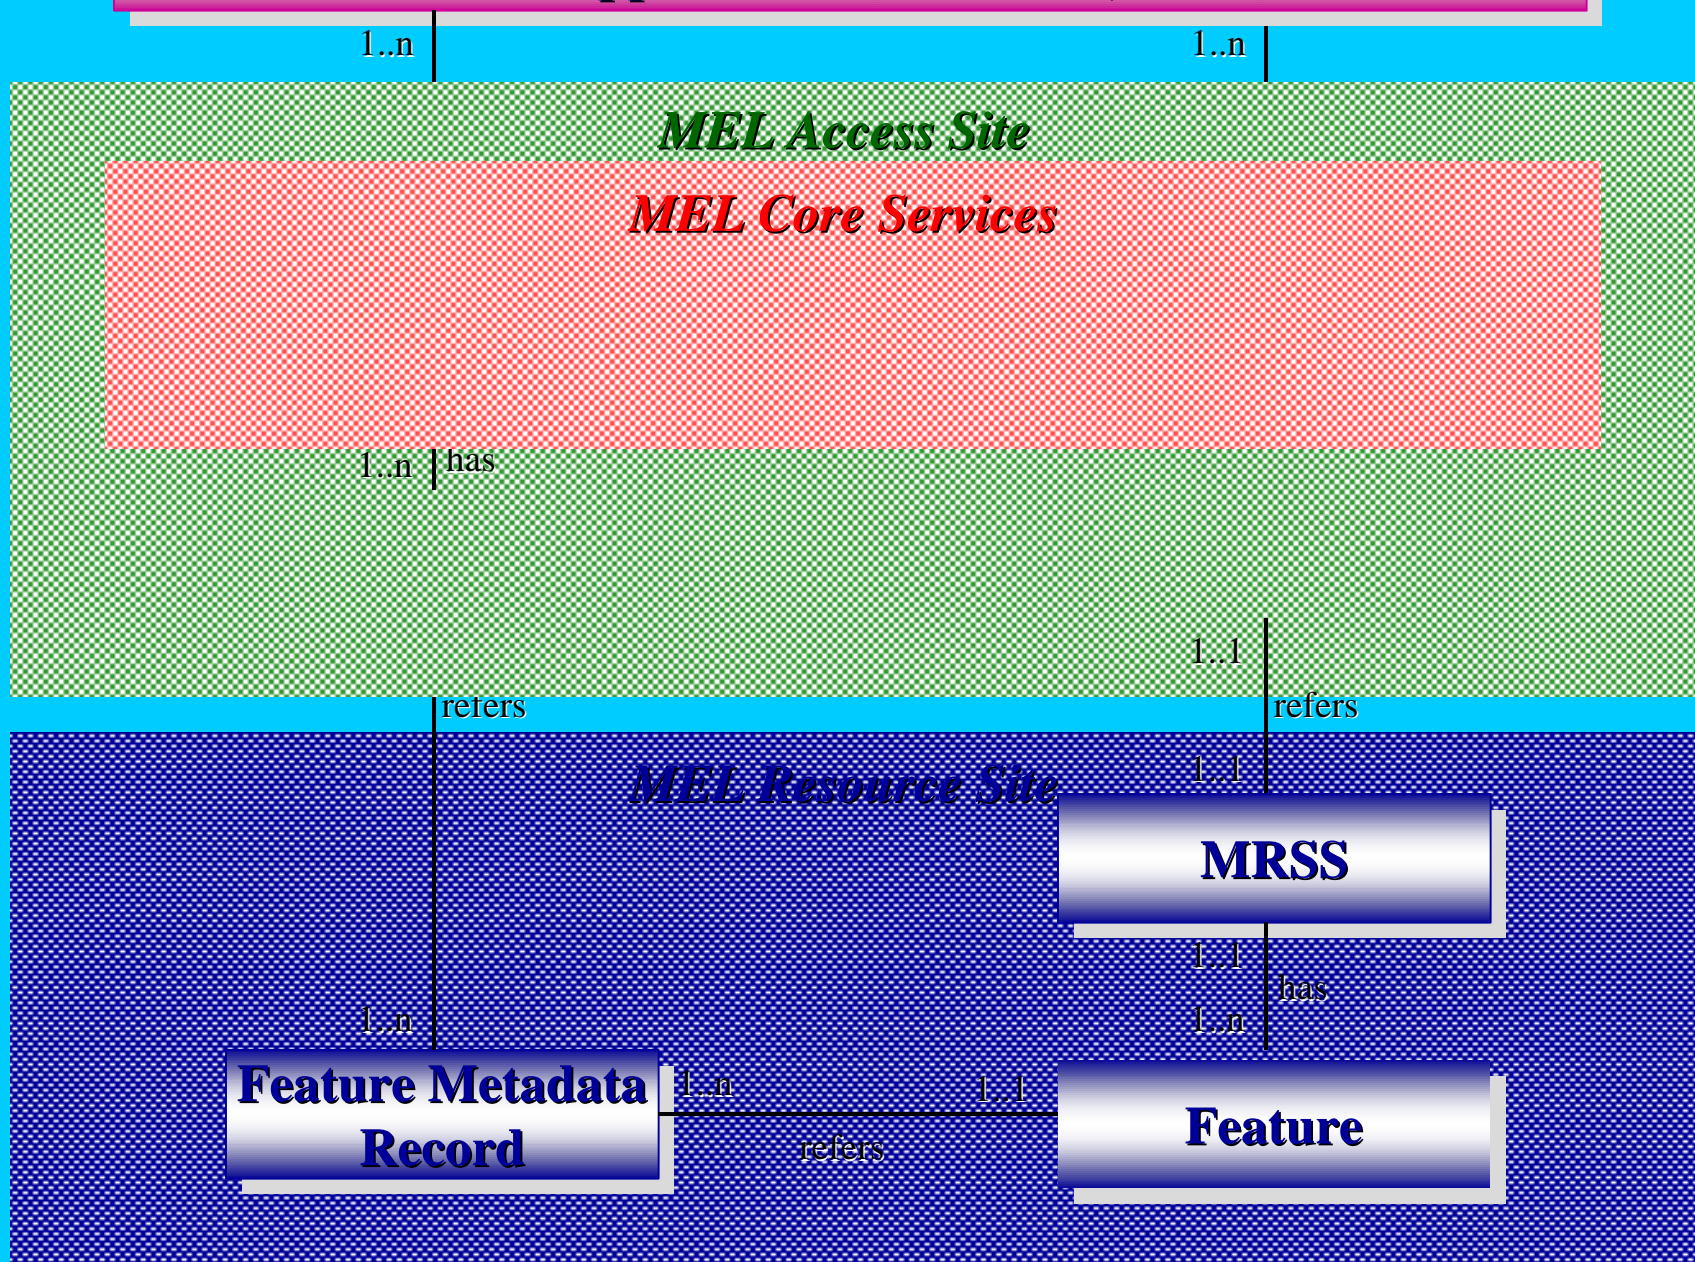 1..n 1..n
MEL Access Site
MEL Core Services
1..n has
1..1
refers refers
MEL Resource Site 1..1
MRSS
1..1
has
1..n 1..n
Feature Metadata
Record
1..n 1..1
refers
Feature